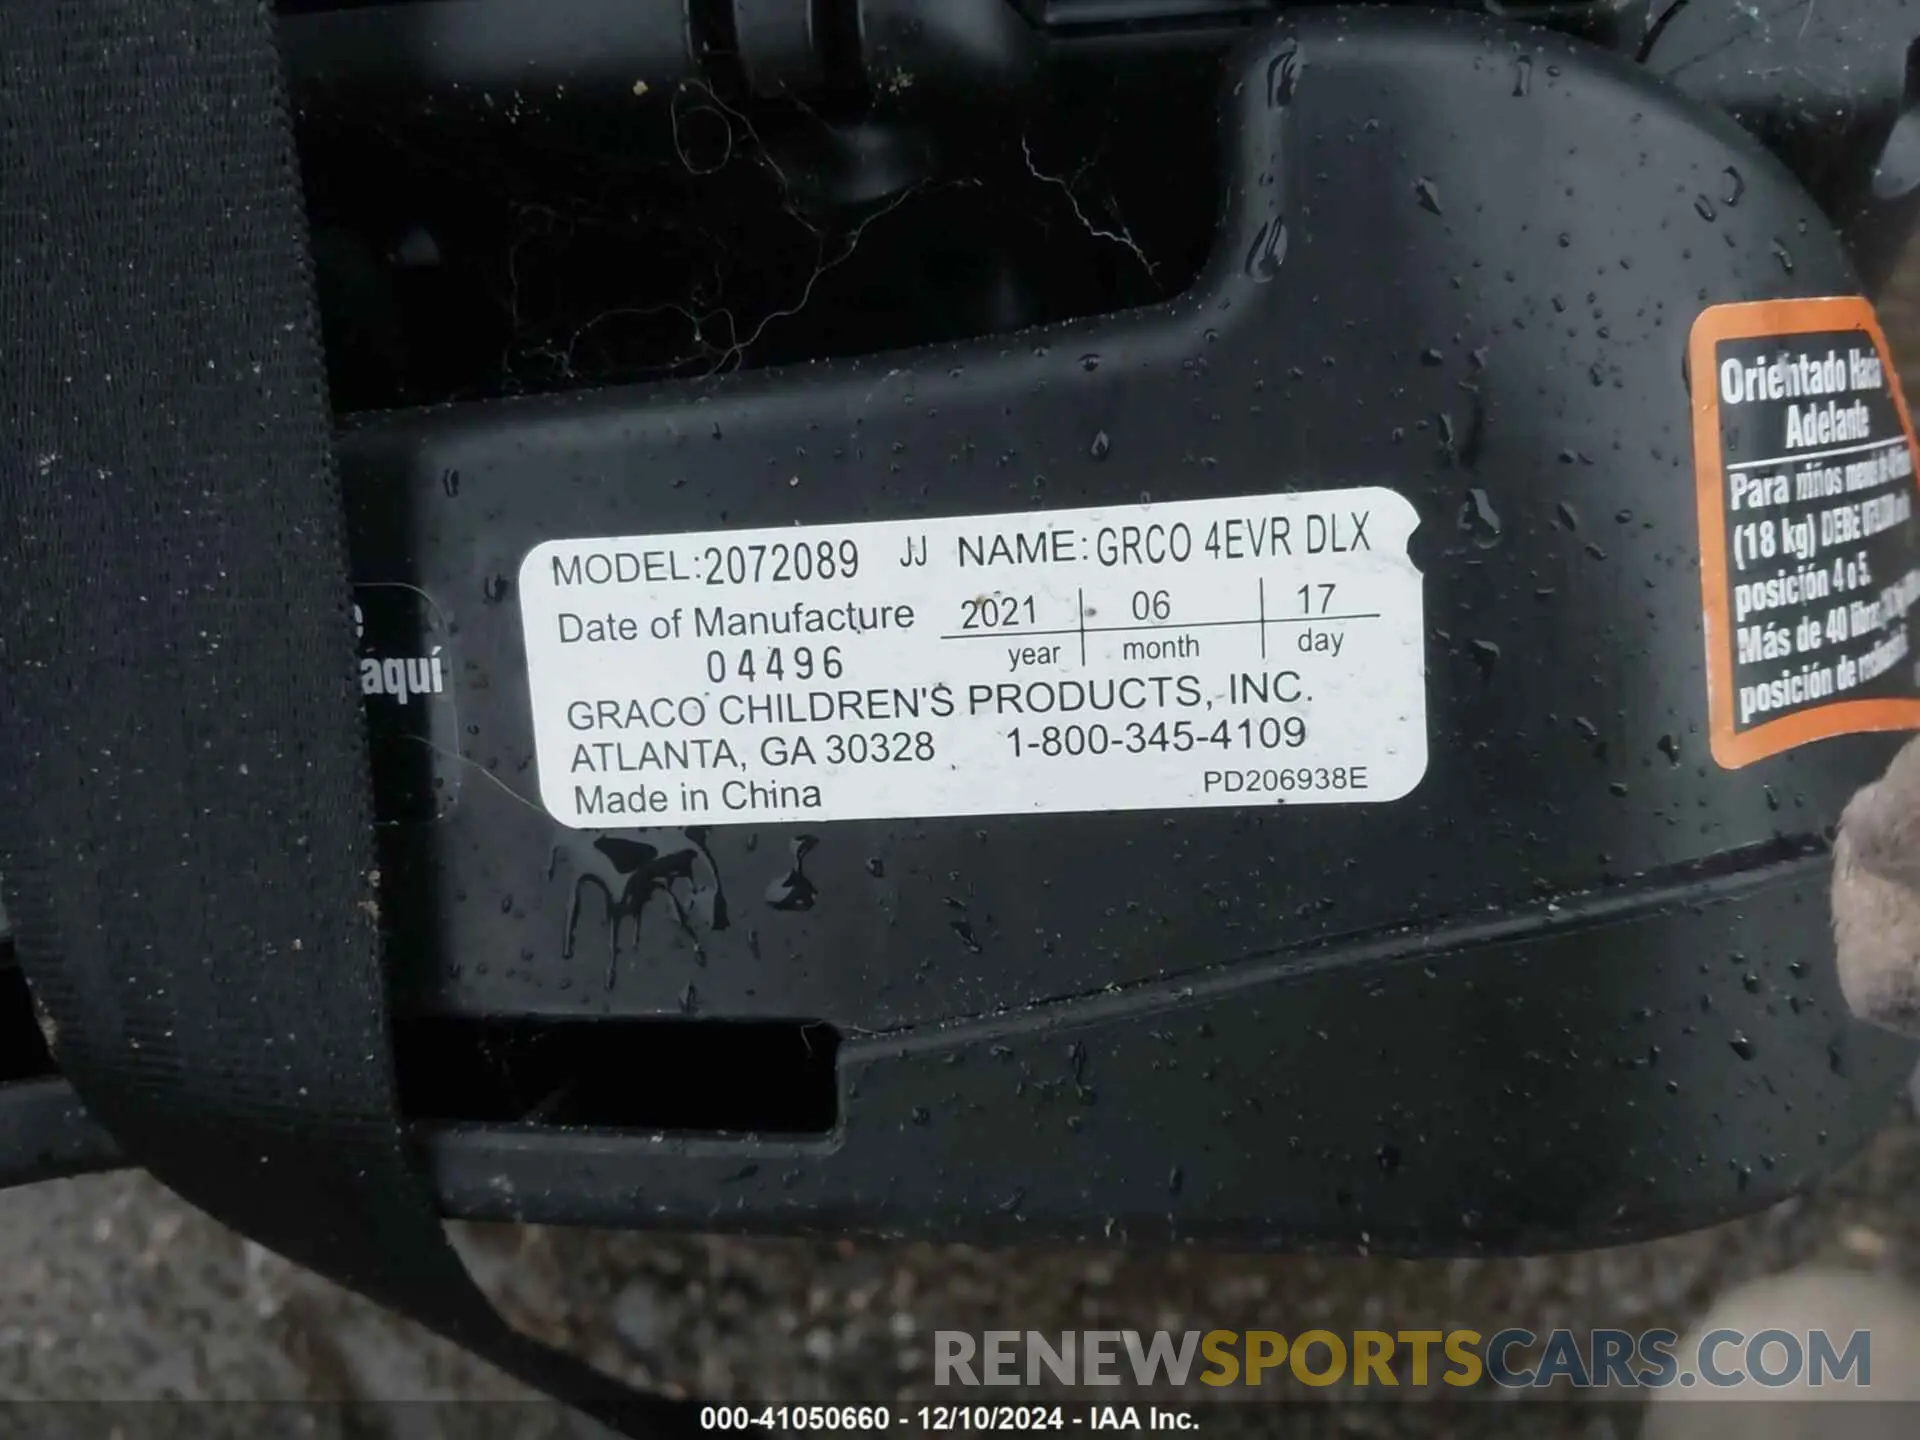 MODEL:2072089 JJ NAME:GRCO 4EVR DLX
Date of Manufacture 2021 06 17
year month day
04496
GRACO CHILDREN'S PRODUCTS, INC.
ATLANTA, GA 30328 1-800-345-4109
Made in China PD206938E
aquí
Orientado Hacia
Adelante
Para niños menos de
(18 kg) DEBE
posición 4 o 5.
Más de 40 libras
posición de
RENEWSPORTSCARS.COM
000-41050660 - 12/10/2024 - IAA Inc.